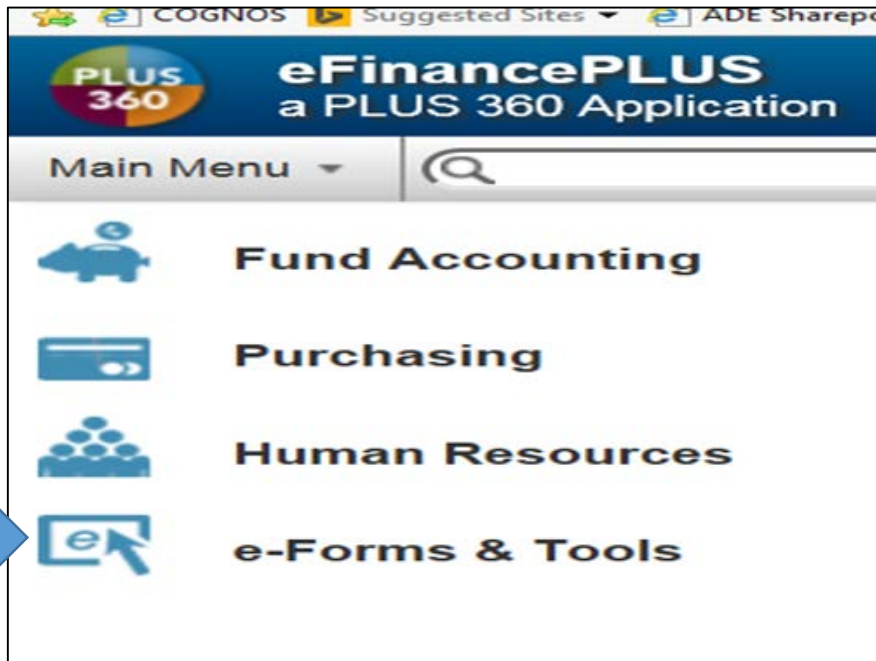 COGNOS Suggested Sites ADE Sharepo
PLUS 360
eFinancePLUS
a PLUS 360 Application
Main Menu
Fund Accounting
Purchasing
Human Resources
e-Forms & Tools